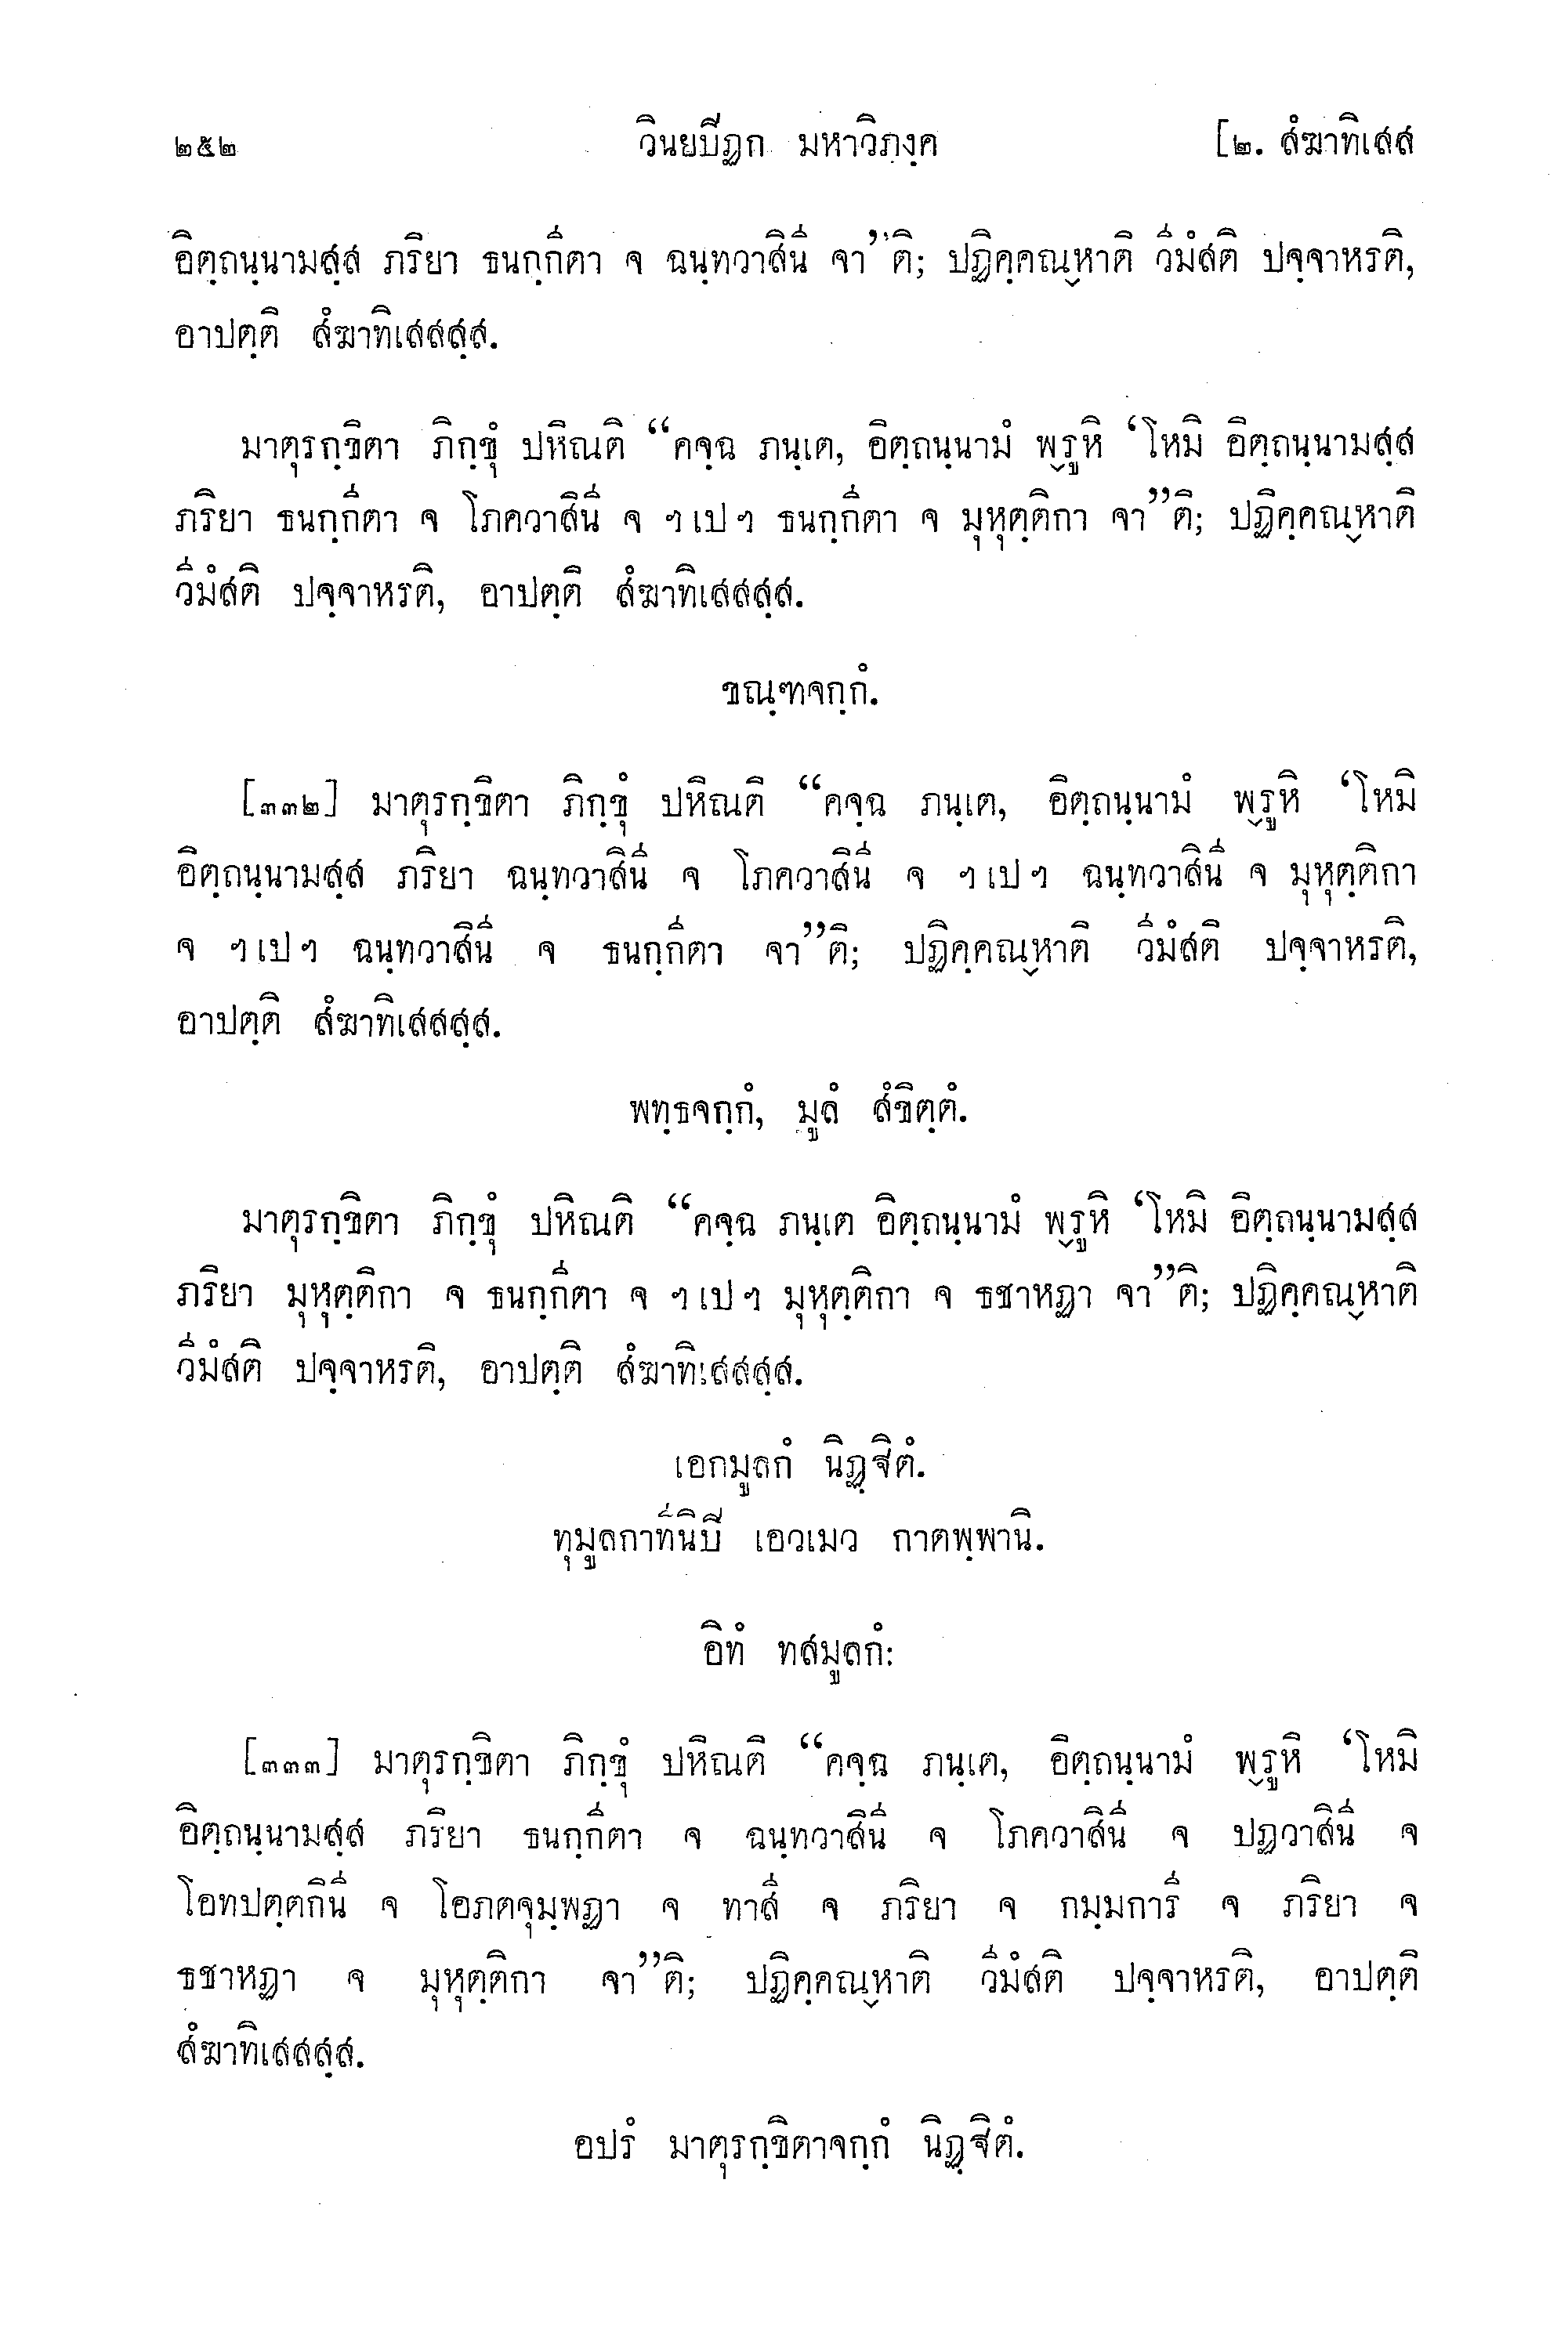 ๒๕๒ วินยปิฏก มหาวิภงฺค [๒. สํฆาทิเสส
อิตฺถนฺนามสฺส ภริยา ธนกฺกีตา จ ฉนฺทวาสินี จา’ติ; ปฏิคฺคณฺหาติ วีมํสติ ปจฺจาหรติ,
อาปตฺติ สํฆาทิเสสสฺส.
มาตุรกฺขิตา ภิกฺขุํ ปหิณติ “คจฺฉ ภนฺเต, อิตฺถนฺนามํ พฺรูหิ ‘โหมิ อิตฺถนฺนามสฺส
ภริยา ธนกฺกีตา จ โภควาสินี จ ฯเปฯ ธนกฺกีตา จ มุหุตฺติกา จา”ติ; ปฏิคฺคณฺหาติ
วีมํสติ ปจฺจาหรติ, อาปตฺติ สํฆาทิเสสสฺส.
ขณฺฑจกฺกํ.
[๓๓๒] มาตุรกฺขิตา ภิกฺขุํ ปหิณติ “คจฺฉ ภนฺเต, อิตฺถนฺนามํ พฺรูหิ ‘โหมิ
อิตฺถนฺนามสฺส ภริยา ฉนฺทวาสินี จ โภควาสินี จ ฯเปฯ ฉนฺทวาสินี จ มุหุตฺติกา
จ ฯเปฯ ฉนฺทวาสินี จ ธนกฺกีตา จา”ติ; ปฏิคฺคณฺหาติ วีมํสติ ปจฺจาหรติ,
อาปตฺติ สํฆาทิเสสสฺส.
พทฺธจกฺกํ, มูลํ สํขิตฺตํ.
มาตุรกฺขิตา ภิกฺขุํ ปหิณติ “คจฺฉ ภนฺเต อิตฺถนฺนามํ พฺรูหิ ‘โหมิ อิตฺถนฺนามสฺส
ภริยา มุหุตฺติกา จ ธนกฺกีตา จ ฯเปฯ มุหุตฺติกา จ ธชาหฏา จา”ติ; ปฏิคฺคณฺหาติ
วีมํสติ ปจฺจาหรติ, อาปตฺติ สํฆาทิเสสสฺส.
เอกมูลกํ นิฏฺฐิตํ.
ทุมูลกาทีนิปิ เอวเมว กาตพฺพานิ.
อิทํ ทสมูลกํ:
[๓๓๓] มาตุรกฺขิตา ภิกฺขุํ ปหิณติ “คจฺฉ ภนฺเต, อิตฺถนฺนามํ พฺรูหิ ‘โหมิ
อิตฺถนฺนามสฺส ภริยา ธนกฺกีตา จ ฉนฺทวาสินี จ โภควาสินี จ ปฏวาสินี จ
โอทปตฺตกินี จ โอภตจุมฺพฏา จ ทาสี จ ภริยา จ กมฺมการี จ ภริยา จ
ธชาหฏา จ มุหุตฺติกา จา”ติ; ปฏิคฺคณฺหาติ วีมํสติ ปจฺจาหรติ, อาปตฺติ
สํฆาทิเสสสฺส.
อปรํ มาตุรกฺขิตาจกฺกํ นิฏฺฐิตํ.